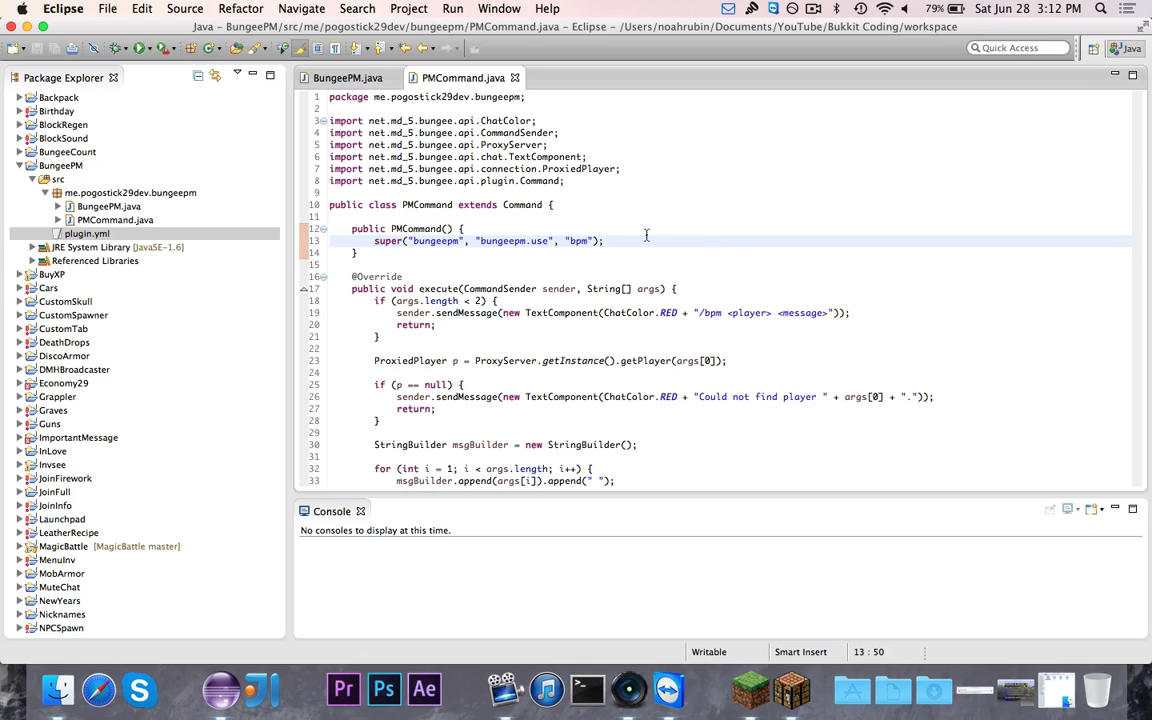 Eclipse File Edit Source Refactor Navigate Search Project Run Window Help 79% Sat Jun 28 3:12 PM
Java – BungeePM/src/me/pogostick29dev/bungeepm/PMCommand.java – Eclipse – /Users/noahrubin/Documents/YouTube/Bukkit Coding/workspace
Quick Access Java
Package Explorer
BungeePM.java PMCommand.java
Backpack
Birthday
BlockRegen
BlockSound
BungeeCount
BungeePM
src
me.pogostick29dev.bungeepm
BungeePM.java
PMCommand.java
plugin.yml
JRE System Library [JavaSE-1.6]
Referenced Libraries
BuyXP
Cars
CustomSkull
CustomSpawner
CustomTab
DeathDrops
DiscoArmor
DMHBroadcaster
Economy29
Grappler
Graves
Guns
ImportantMessage
InLove
Invsee
JoinFirework
JoinFull
JoinInfo
Launchpad
LeatherRecipe
MagicBattle [MagicBattle master]
MenuInv
MobArmor
MuteChat
NewYears
Nicknames
NPCSpawn
1 package me.pogostick29dev.bungeepm;
2
3 import net.md_5.bungee.api.ChatColor;
4 import net.md_5.bungee.api.CommandSender;
5 import net.md_5.bungee.api.ProxyServer;
6 import net.md_5.bungee.api.chat.TextComponent;
7 import net.md_5.bungee.api.connection.ProxiedPlayer;
8 import net.md_5.bungee.api.plugin.Command;
9
10 public class PMCommand extends Command {
11
12 public PMCommand() {
13 super("bungeepm", "bungeepm.use", "bpm");
14 }
15
16 @Override
17 public void execute(CommandSender sender, String[] args) {
18 if (args.length < 2) {
19 sender.sendMessage(new TextComponent(ChatColor.RED + "/bpm <player> <message>"));
20 return;
21 }
22
23 ProxiedPlayer p = ProxyServer.getInstance().getPlayer(args[0]);
24
25 if (p == null) {
26 sender.sendMessage(new TextComponent(ChatColor.RED + "Could not find player " + args[0] + "."));
27 return;
28 }
29
30 StringBuilder msgBuilder = new StringBuilder();
31
32 for (int i = 1; i < args.length; i++) {
33 msgBuilder.append(args[i]).append(" ");
Console
No consoles to display at this time.
Writable Smart Insert 13 : 50
Pr Ps Ae